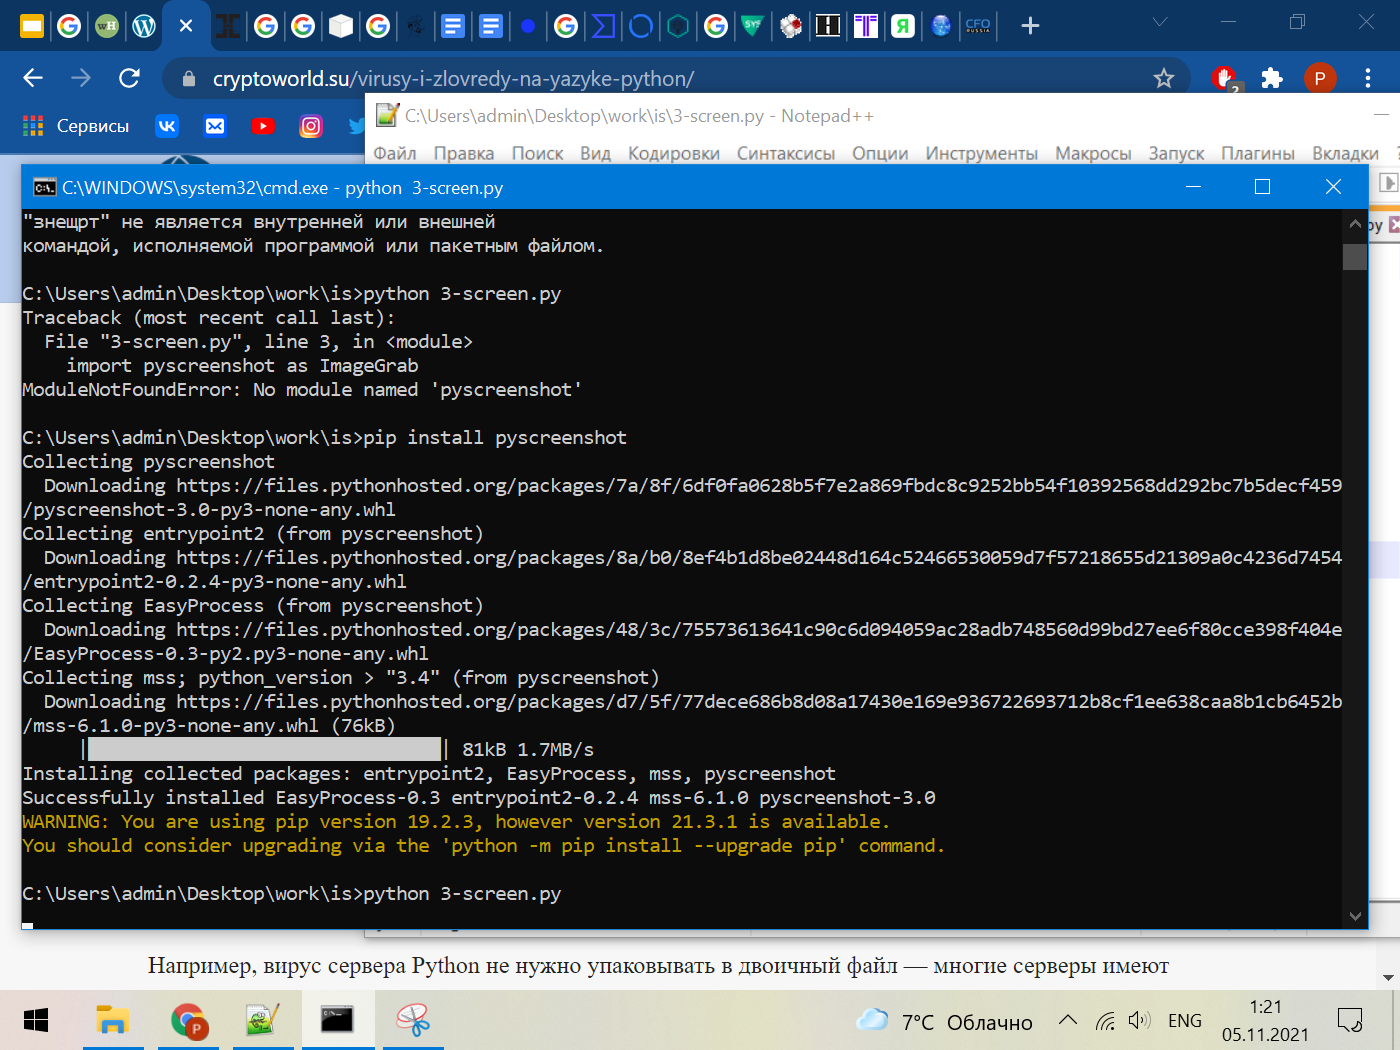 SYS
CFO
RUSSIA
cryptoworld.su/virusy-i-zlovredy-na-yazyke-python/
2
P
Сервисы
C:\Users\admin\Desktop\work\is\3-screen.py - Notepad++
Файл Правка Поиск Вид Кодировки Синтаксисы Опции Инструменты Макросы Запуск Плагины Вкладки ?
C:\WINDOWS\system32\cmd.exe - python  3-screen.py
py
"знещрт" не является внутренней или внешней
командой, исполняемой программой или пакетным файлом.
C:\Users\admin\Desktop\work\is>python 3-screen.py
Traceback (most recent call last):
File "3-screen.py", line 3, in <module>
import pyscreenshot as ImageGrab
ModuleNotFoundError: No module named 'pyscreenshot'
C:\Users\admin\Desktop\work\is>pip install pyscreenshot
Collecting pyscreenshot
Downloading https://files.pythonhosted.org/packages/7a/8f/6df0fa0628b5f7e2a869fbdc8c9252bb54f10392568dd292bc7b5decf459
/pyscreenshot-3.0-py3-none-any.whl
Collecting entrypoint2 (from pyscreenshot)
Downloading https://files.pythonhosted.org/packages/8a/b0/8ef4b1d8be02448d164c52466530059d7f57218655d21309a0c4236d7454
/entrypoint2-0.2.4-py3-none-any.whl
Collecting EasyProcess (from pyscreenshot)
Downloading https://files.pythonhosted.org/packages/48/3c/75573613641c90c6d094059ac28adb748560d99bd27ee6f80cce398f404e
/EasyProcess-0.3-py2.py3-none-any.whl
Collecting mss; python_version > "3.4" (from pyscreenshot)
Downloading https://files.pythonhosted.org/packages/d7/5f/77dece686b8d08a17430e169e936722693712b8cf1ee638caa8b1cb6452b
/mss-6.1.0-py3-none-any.whl (76kB)
81kB 1.7MB/s
Installing collected packages: entrypoint2, EasyProcess, mss, pyscreenshot
Successfully installed EasyProcess-0.3 entrypoint2-0.2.4 mss-6.1.0 pyscreenshot-3.0
WARNING: You are using pip version 19.2.3, however version 21.3.1 is available.
You should consider upgrading via the 'python -m pip install --upgrade pip' command.
C:\Users\admin\Desktop\work\is>python 3-screen.py
Например, вирус сервера Python не нужно упаковывать в двоичный файл — многие серверы имеют
7°C Облачно
ENG
1:21
05.11.2021